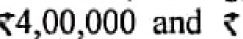 ₹4,00,000 and ₹